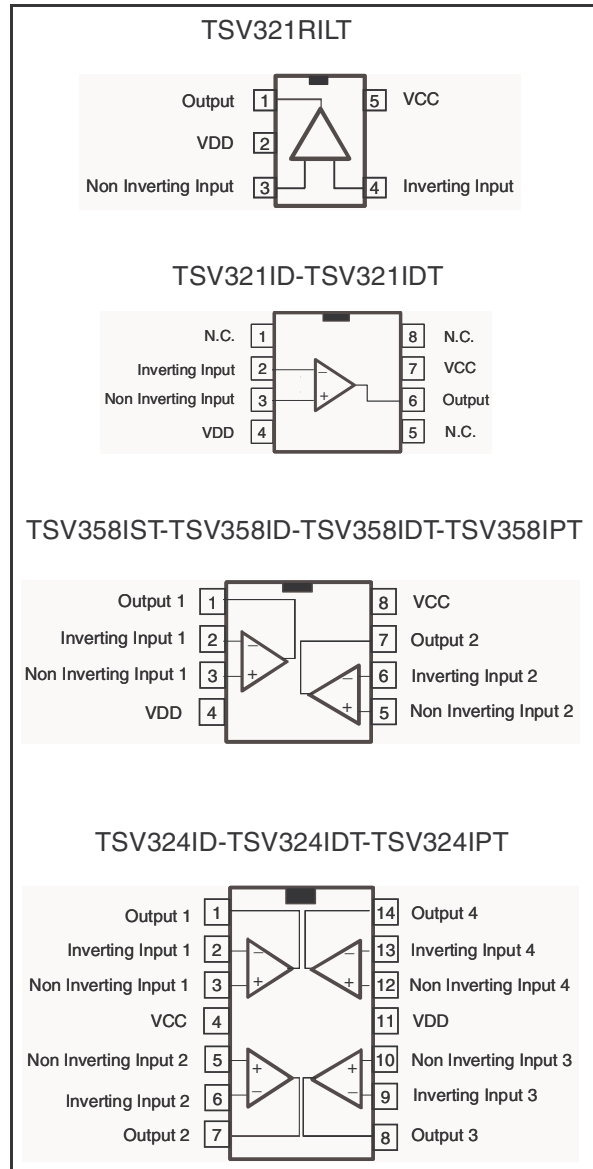 TSV321RILT
Output 1 5 VCC
VDD 2
Non Inverting Input 3 4 Inverting Input
TSV321ID-TSV321IDT
N.C. 1 8 N.C.
Inverting Input 2 − 7 VCC
Non Inverting Input 3 + 6 Output
VDD 4 5 N.C.
TSV358IST-TSV358ID-TSV358IDT-TSV358IPT
Output 1 1 8 VCC
Inverting Input 1 2 − 7 Output 2
Non Inverting Input 1 3 + − 6 Inverting Input 2
VDD 4 + 5 Non Inverting Input 2
TSV324ID-TSV324IDT-TSV324IPT
Output 1 1 14 Output 4
Inverting Input 1 2 − − 13 Inverting Input 4
Non Inverting Input 1 3 + + 12 Non Inverting Input 4
VCC 4 11 VDD
Non Inverting Input 2 5 + + 10 Non Inverting Input 3
Inverting Input 2 6 − − 9 Inverting Input 3
Output 2 7 8 Output 3